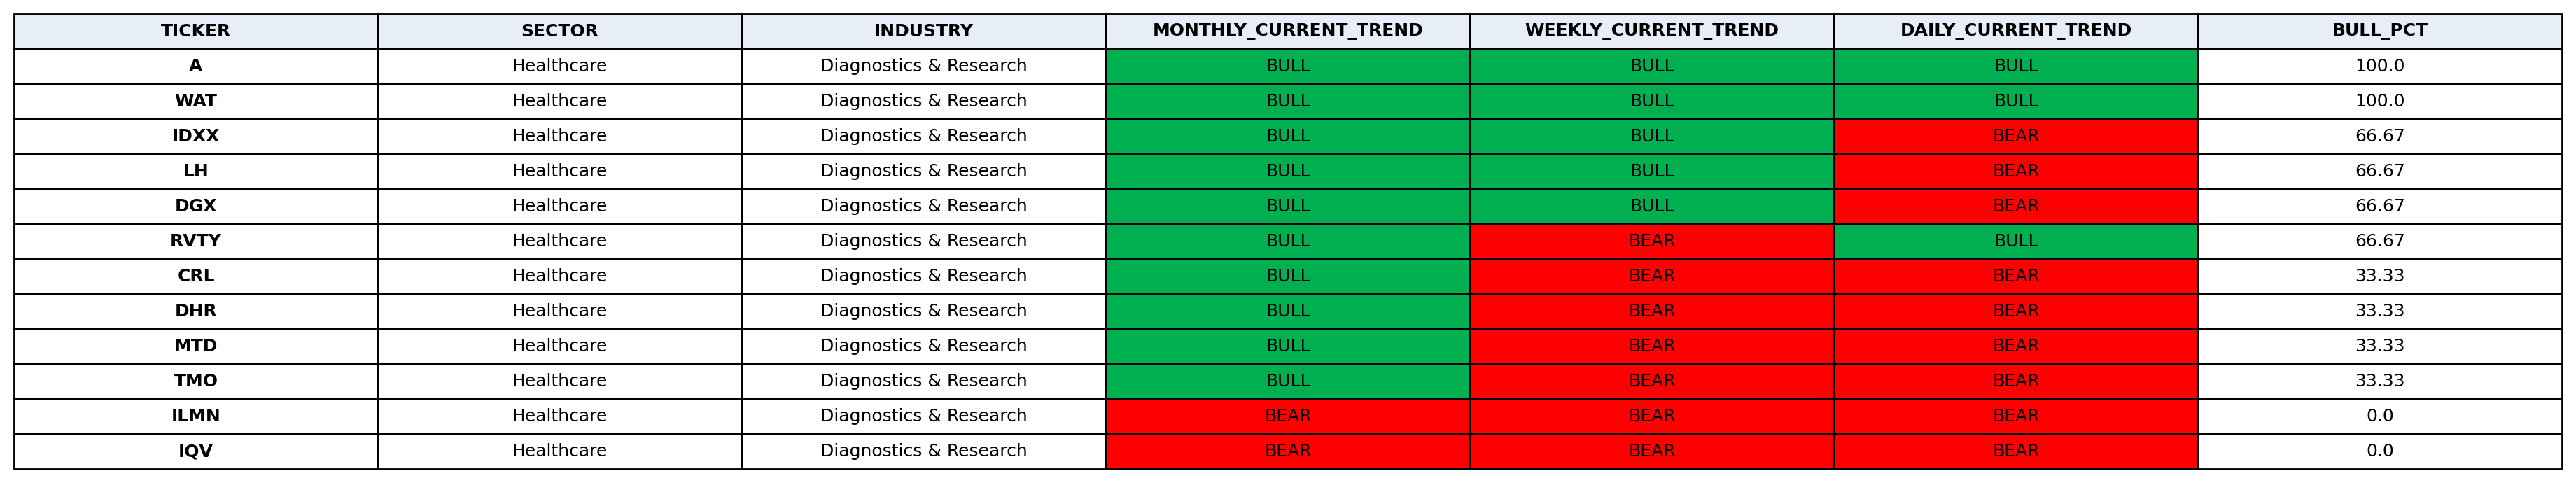 TICKER SECTOR INDUSTRY MONTHLY_CURRENT_TREND WEEKLY_CURRENT_TREND DAILY_CURRENT_TREND BULL_PCT
A Healthcare Diagnostics & Research BULL BULL BULL 100.0
WAT Healthcare Diagnostics & Research BULL BULL BULL 100.0
IDXX Healthcare Diagnostics & Research BULL BULL BEAR 66.67
LH Healthcare Diagnostics & Research BULL BULL BEAR 66.67
DGX Healthcare Diagnostics & Research BULL BULL BEAR 66.67
RVTY Healthcare Diagnostics & Research BULL BEAR BULL 66.67
CRL Healthcare Diagnostics & Research BULL BEAR BEAR 33.33
DHR Healthcare Diagnostics & Research BULL BEAR BEAR 33.33
MTD Healthcare Diagnostics & Research BULL BEAR BEAR 33.33
TMO Healthcare Diagnostics & Research BULL BEAR BEAR 33.33
ILMN Healthcare Diagnostics & Research BEAR BEAR BEAR 0.0
IQV Healthcare Diagnostics & Research BEAR BEAR BEAR 0.0